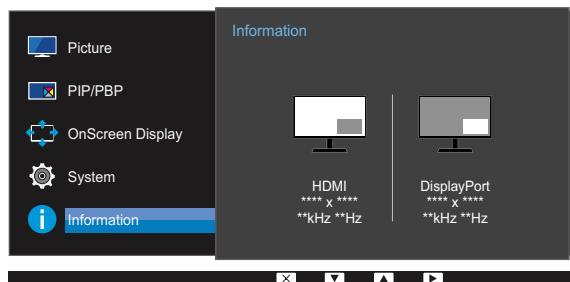 Information
Picture
PIP/PBP
OnScreen Display
System
Information
HDMI
**** x ****
**kHz **Hz
DisplayPort
**** x ****
**kHz **Hz